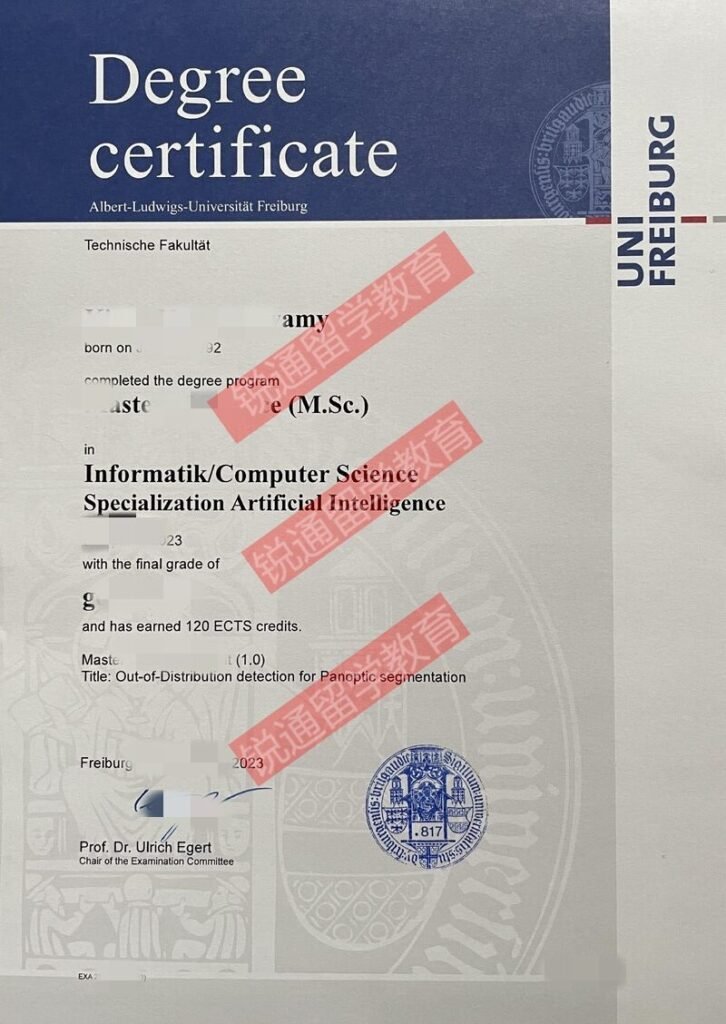 Degree
certificate
Albert-Ludwigs-Universität Freiburg
UNI
FREIBURG
Technische Fakultät
born on
92
completed the degree program
(M.Sc.)
in
Informatik/Computer Science
Specialization Artificial Intelligence
with the final grade of
and has earned 120 ECTS credits.
(1.0)
Title: Out-of-Distribution detection for Panoptic segmentation
Freiburg 2023
817
Prof. Dr. Ulrich Egert
Chair of the Examination Committee
EXA
锐通留学教育
锐通留学教育
锐通留学教育